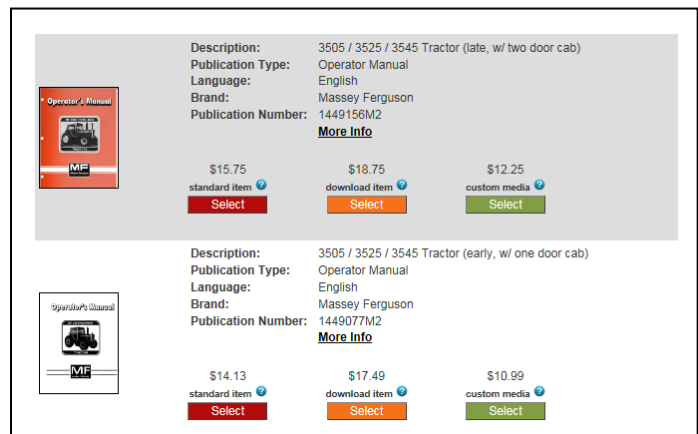 Description: 3505 / 3525 / 3545 Tractor (late, w/ two door cab)
Publication Type: Operator Manual
Language: English
Brand: Massey Ferguson
Publication Number: 1449156M2
More Info
Operator's Manual
MF
$15.75 $18.75 $12.25
standard item ? download item ? custom media ?
Select Select Select
Description: 3505 / 3525 / 3545 Tractor (early, w/ one door cab)
Publication Type: Operator Manual
Language: English
Brand: Massey Ferguson
Publication Number: 1449077M2
More Info
Operator's Manual
MF
$14.13 $17.49 $10.99
standard item ? download item ? custom media ?
Select Select Select